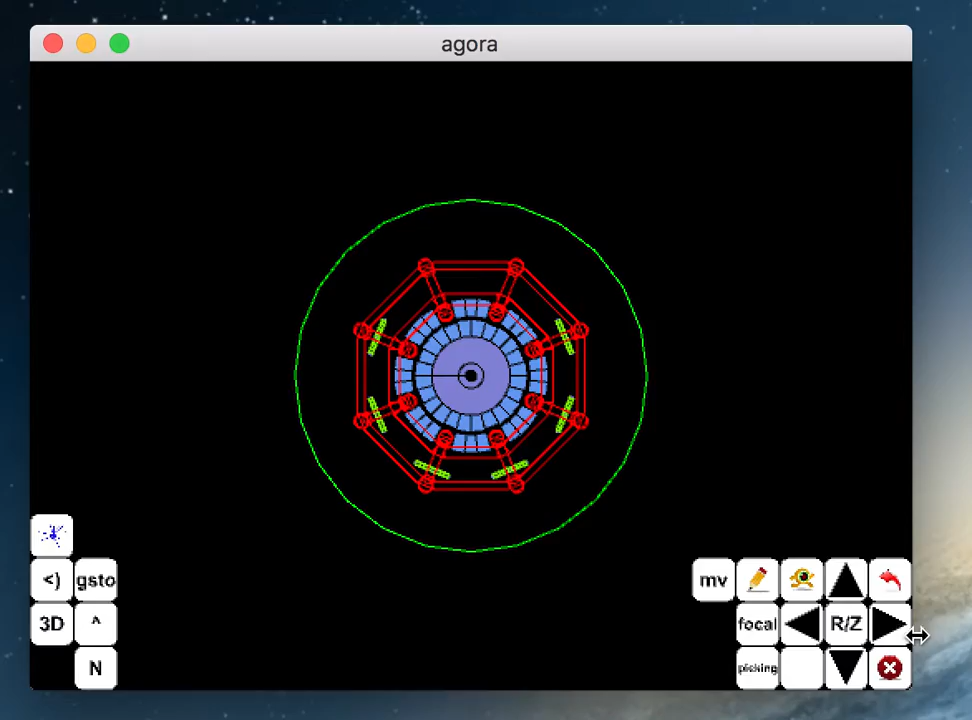 agora
<) gsto
mv
3D ^
focal R/Z
N
picking